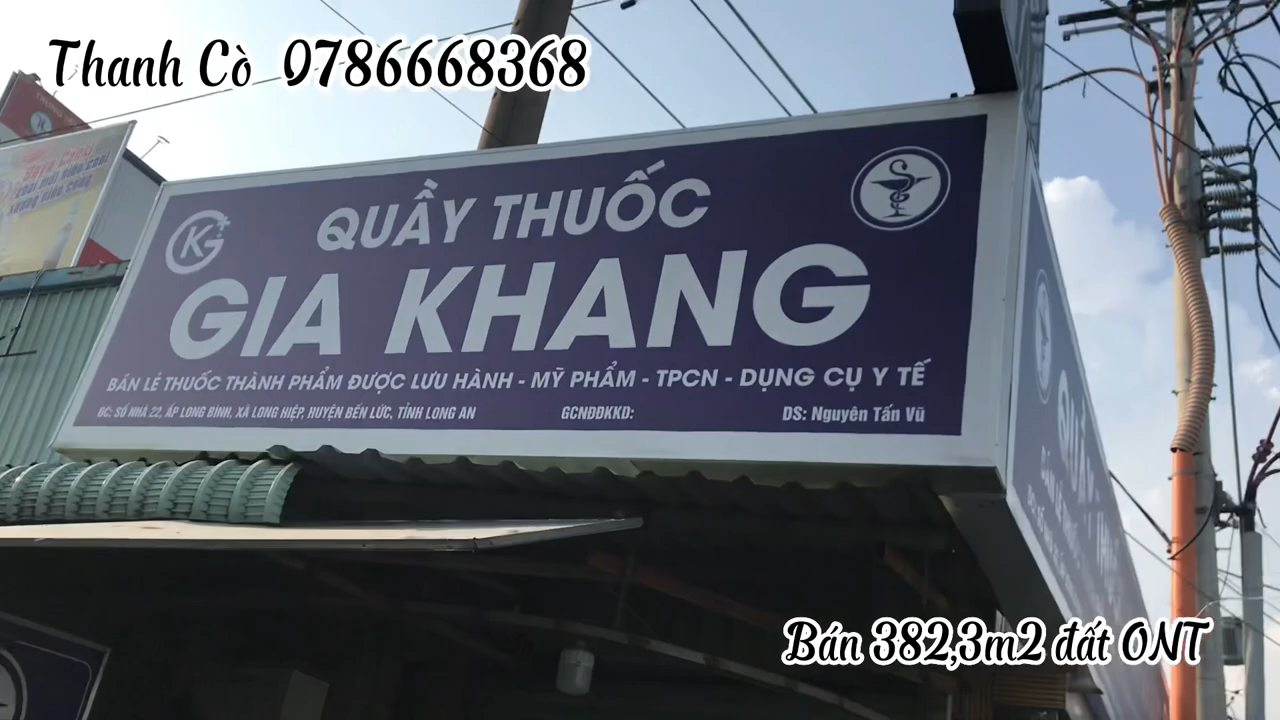 Thanh Cò 0786668368
QUẦY THUỐC
GIA KHANG
BÁN LẺ THUỐC THÀNH PHẨM ĐƯỢC LƯU HÀNH - MỸ PHẨM - TPCN - DỤNG CỤ Y TẾ
ĐC: SỐ NHÀ 22, ẤP LONG BÌNH, XÃ LONG HIỆP, HUYỆN BẾN LỨC, TỈNH LONG AN GCNĐĐKKD: DS: Nguyễn Tấn Vũ
Bán 382,3m2 đất ONT